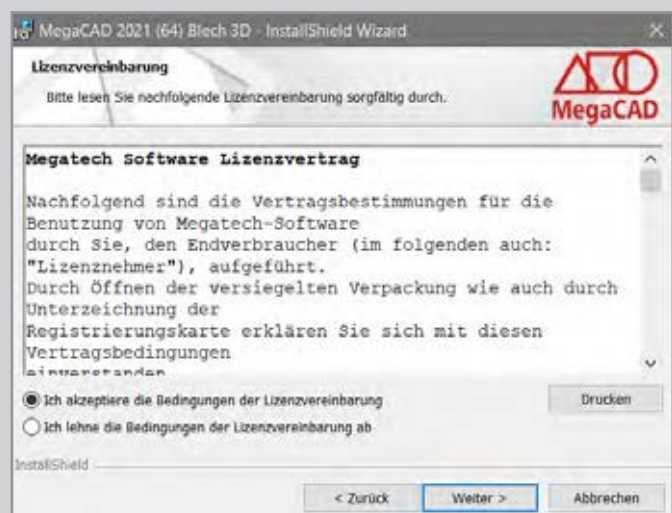 MegaCAD 2021 (64) Blech 3D - InstallShield Wizard
Lizenzvereinbarung
Bitte lesen Sie nachfolgende Lizenzvereinbarung sorgfältig durch.
MegaCAD
Megatech Software Lizenzvertrag
Nachfolgend sind die Vertragsbestimmungen für die
Benutzung von Megatech-Software
durch Sie, den Endverbraucher (im folgenden auch:
"Lizenznehmer"), aufgeführt.
Durch Öffnen der versiegelten Verpackung wie auch durch
Unterzeichnung der
Registrierungskarte erklären Sie sich mit diesen
Vertragsbedingungen
einverstanden
Ich akzeptiere die Bedingungen der Lizenzvereinbarung
Drucken
Ich lehne die Bedingungen der Lizenzvereinbarung ab
InstallShield
< Zurück
Weiter >
Abbrechen